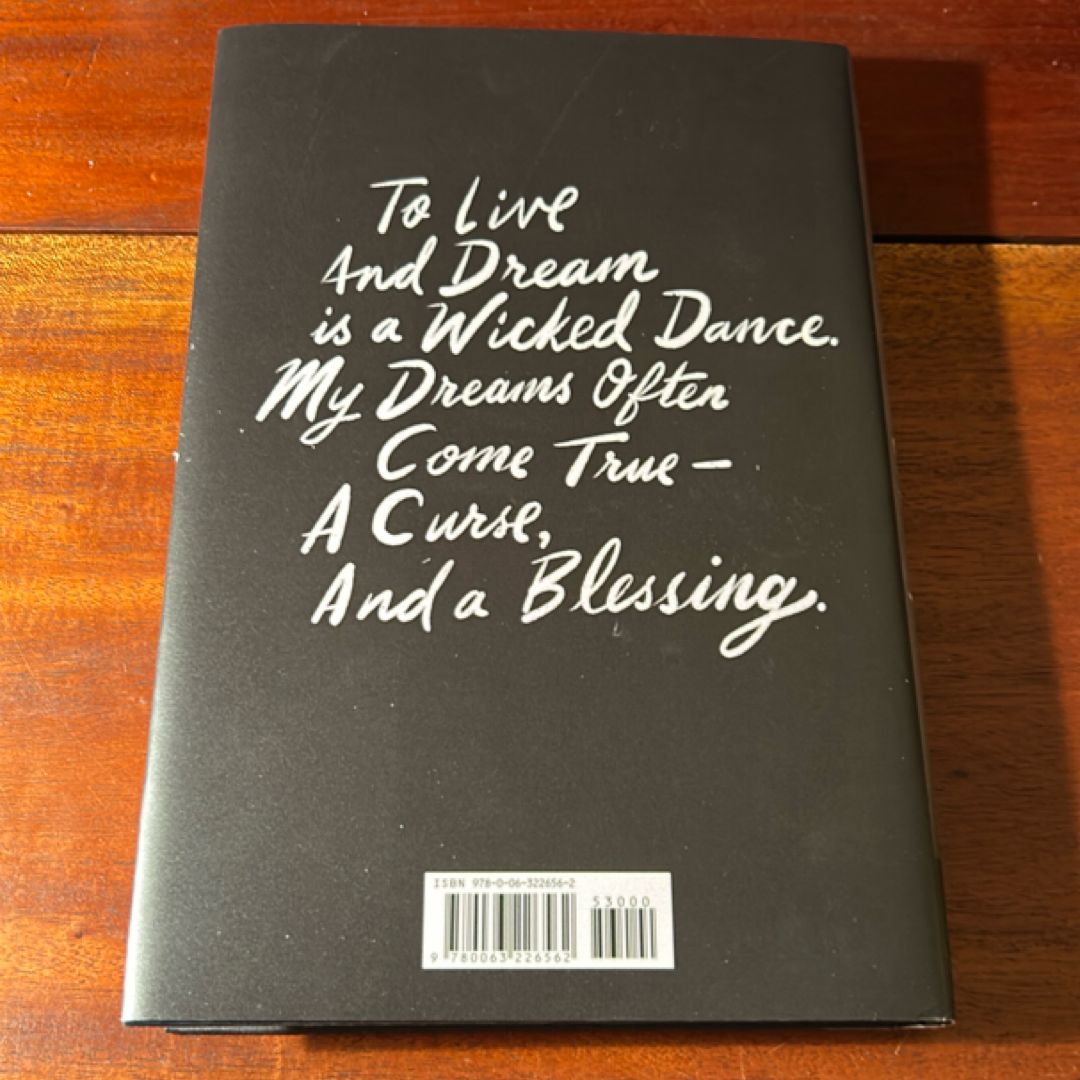 To Live
And Dream
is a Wicked Dance.
My Dreams Often
Come True —
A Curse,
And a Blessing.
ISBN 978-0-06-322656-2
53000
9 780063 226562